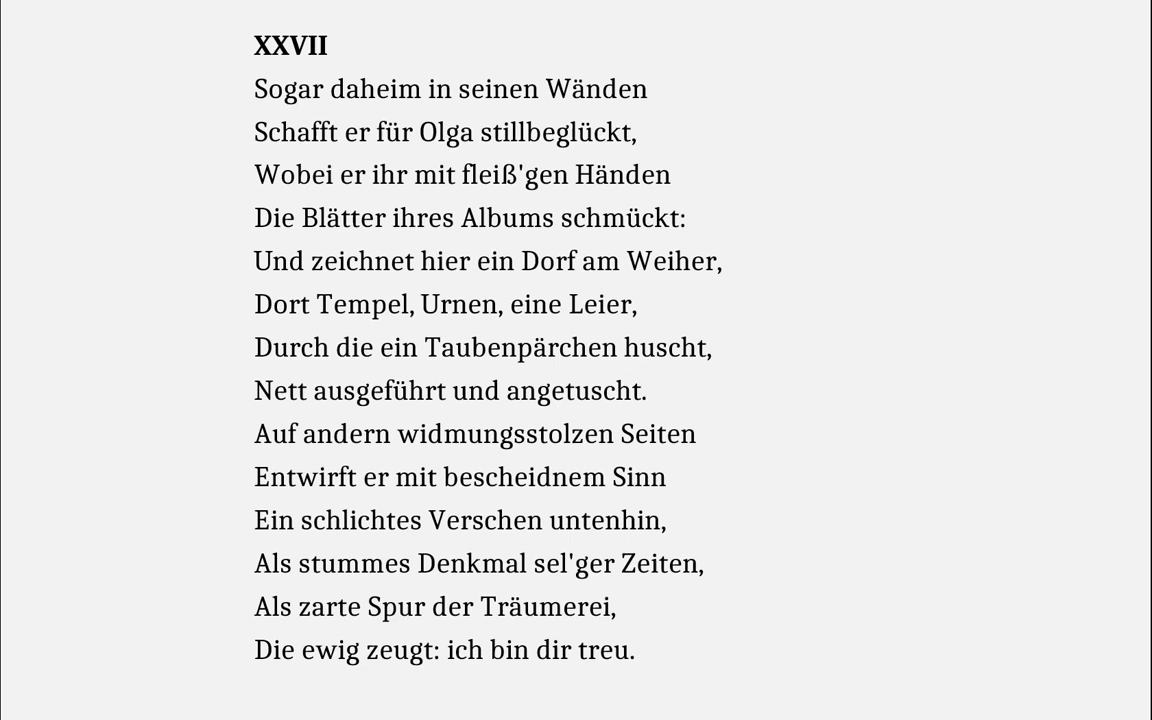 XXVII
Sogar daheim in seinen Wänden
Schafft er für Olga stillbeglückt,
Wobei er ihr mit fleiß'gen Händen
Die Blätter ihres Albums schmückt:
Und zeichnet hier ein Dorf am Weiher,
Dort Tempel, Urnen, eine Leier,
Durch die ein Taubenpärchen huscht,
Nett ausgeführt und angetuscht.
Auf andern widmungsstolzen Seiten
Entwirft er mit bescheidnem Sinn
Ein schlichtes Verschen untenhin,
Als stummes Denkmal sel'ger Zeiten,
Als zarte Spur der Träumerei,
Die ewig zeugt: ich bin dir treu.